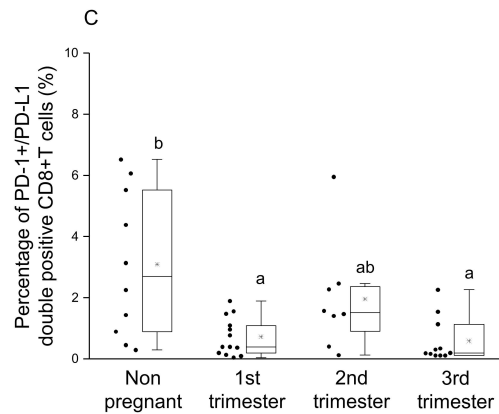 C
Percentage of PD-1+/PD-L1
double positive CD8+T cells (%)
10
8
6
4
2
0
b
a
ab
a
Non
pregnant
1st
trimester
2nd
trimester
3rd
trimester